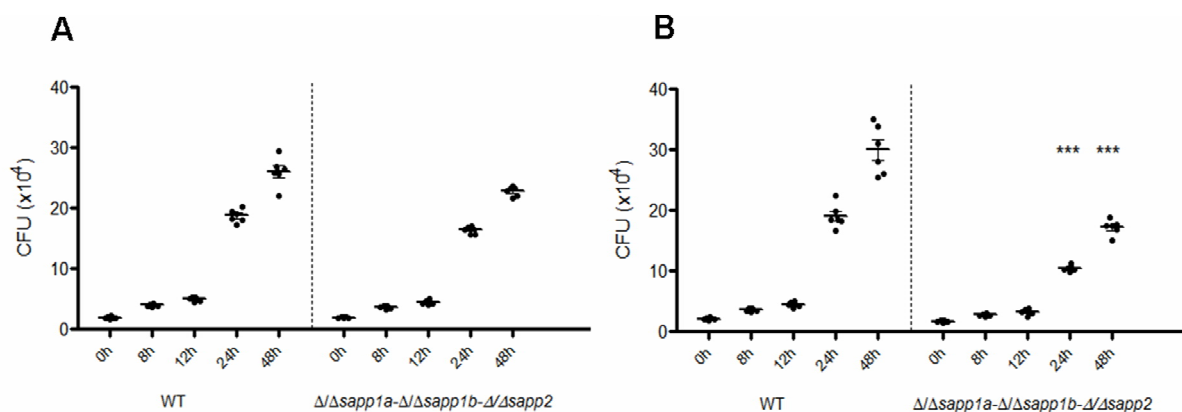 A
B
CFU (x10⁴)
40
30
20
10
0
0h 8h 12h 24h 48h 0h 8h 12h 24h 48h
WT Δ/Δsapp1a-Δ/Δsapp1b-Δ/Δsapp2
CFU (x10⁴)
40
30
20
10
0
*** ***
0h 8h 12h 24h 48h 0h 8h 12h 24h 48h
WT Δ/Δsapp1a-Δ/Δsapp1b-Δ/Δsapp2